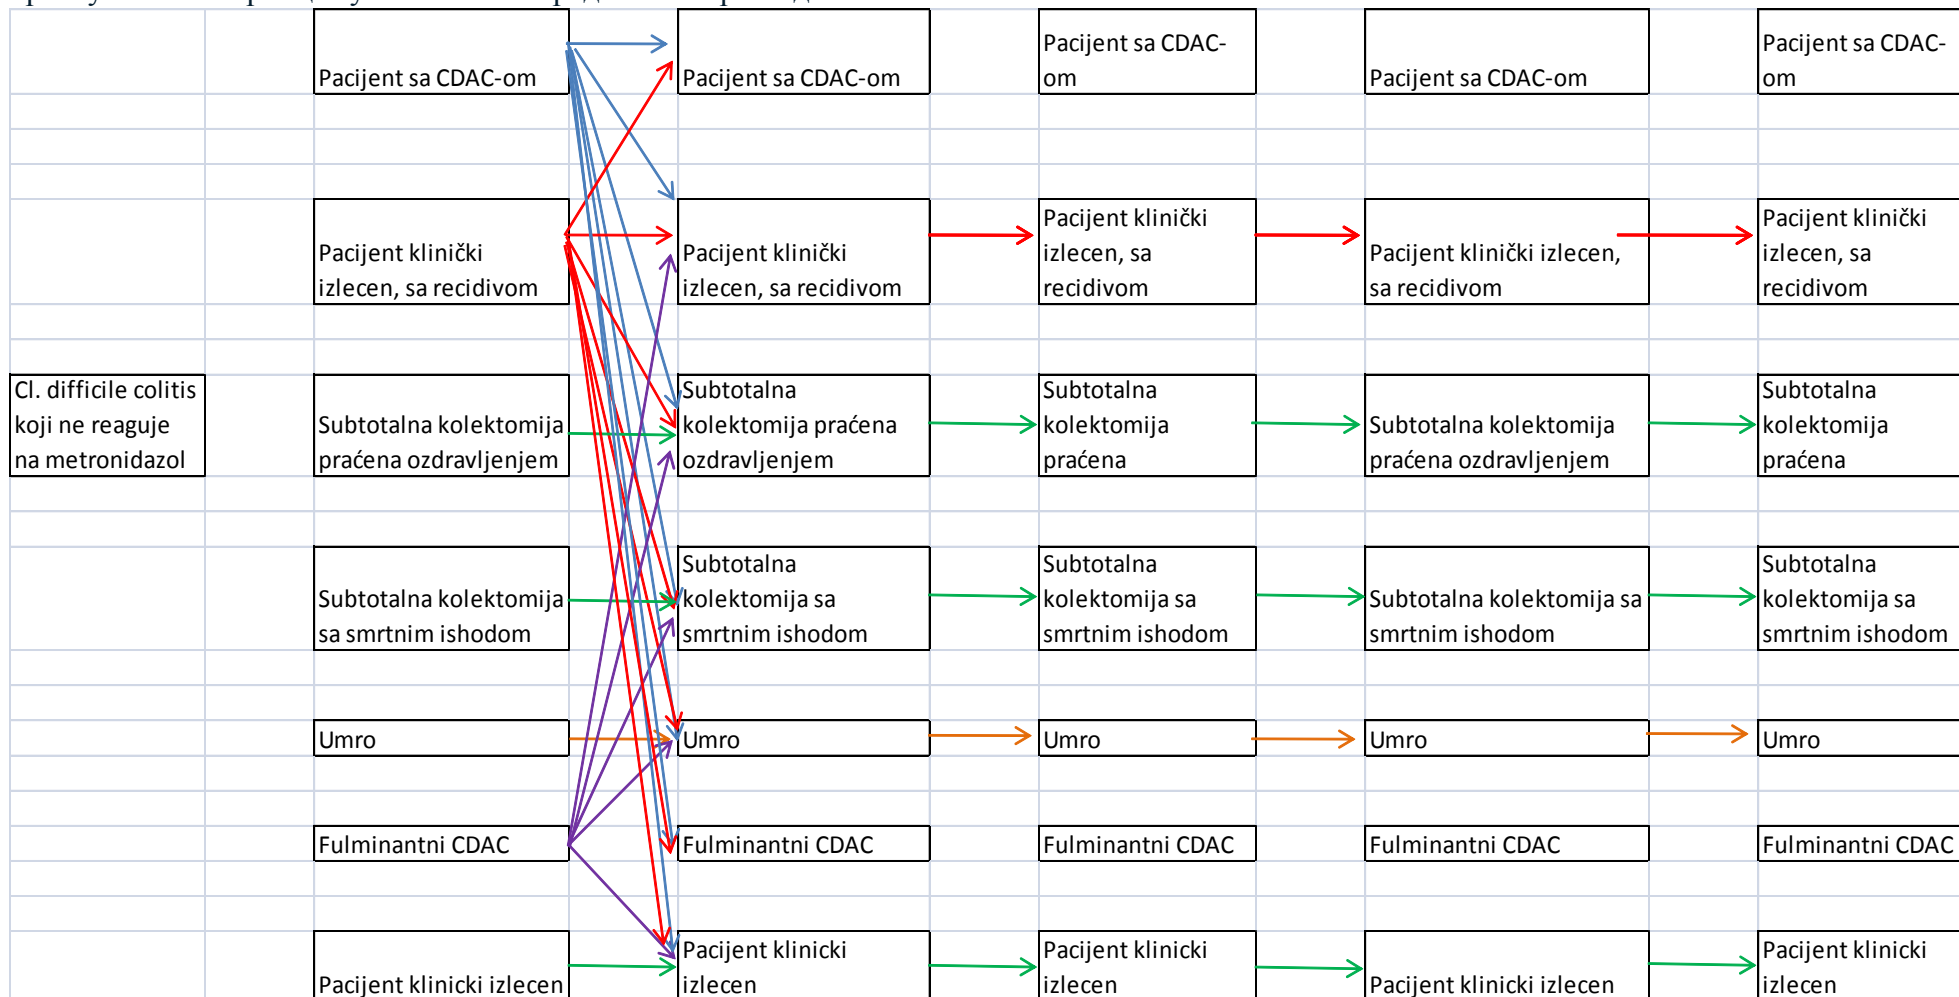 Pacijent sa CDAC-om
Pacijent sa CDAC-om
Pacijent sa CDAC-
om
Pacijent sa CDAC-om
Pacijent sa CDAC-
om
Pacijent klinički
izlecen, sa recidivom
Pacijent klinički
izlecen, sa recidivom
Pacijent klinički
izlecen, sa
recidivom
Pacijent klinički izlecen,
sa recidivom
Pacijent klinički
izlecen, sa
recidivom
Cl. difficile colitis
koji ne reaguje
na metronidazol
Subtotalna kolektomija
praćena ozdravljenjem
Subtotalna
kolektomija praćena
ozdravljenjem
Subtotalna
kolektomija
praćena
Subtotalna kolektomija
praćena ozdravljenjem
Subtotalna
kolektomija
praćena
Subtotalna kolektomija
sa smrtnim ishodom
Subtotalna
kolektomija sa
smrtnim ishodom
Subtotalna
kolektomija sa
smrtnim ishodom
Subtotalna kolektomija sa
smrtnim ishodom
Subtotalna
kolektomija sa
smrtnim ishodom
Umro
Umro
Umro
Umro
Umro
Fulminantni CDAC
Fulminantni CDAC
Fulminantni CDAC
Fulminantni CDAC
Fulminantni CDAC
Pacijent klinicki izlecen
Pacijent klinicki
izlecen
Pacijent klinicki
izlecen
Pacijent klinicki izlecen
Pacijent klinicki
izlecen